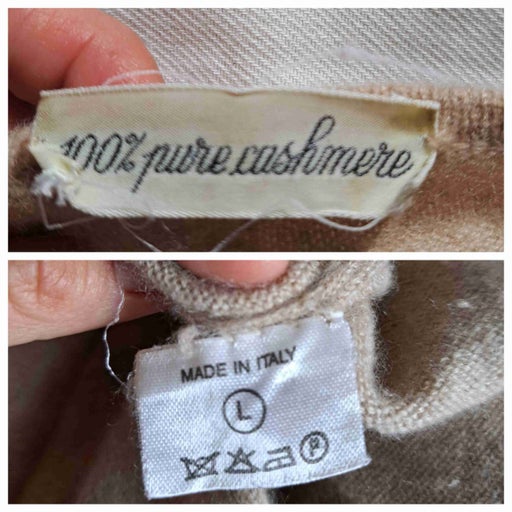 100% pure cashmere
MADE IN ITALY
L
P